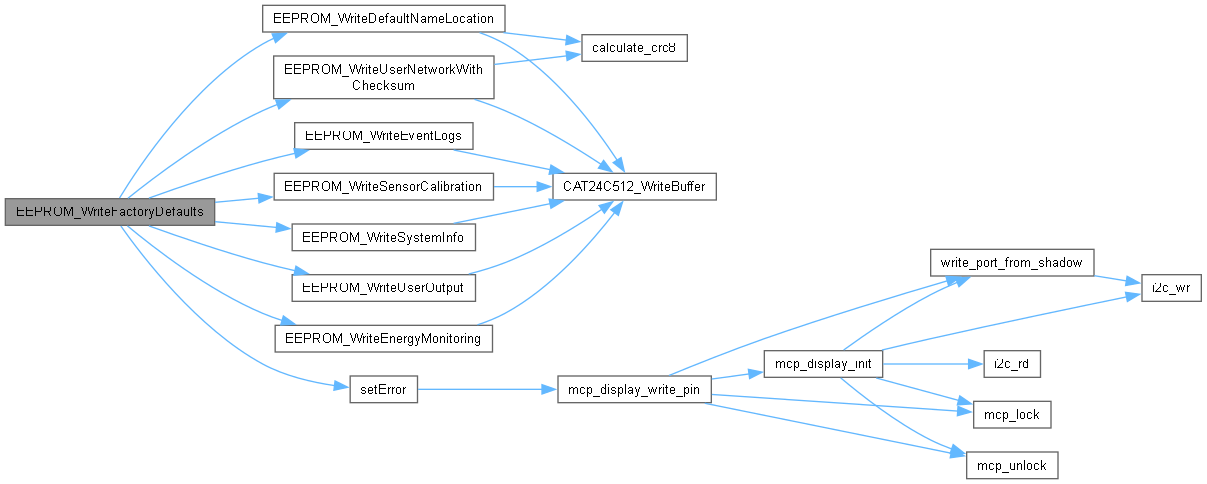 EEPROM_WriteDefaultNameLocation
calculate_crc8
EEPROM_WriteUserNetworkWith
Checksum
EEPROM_WriteEventLogs
EEPROM_WriteSensorCalibration
CAT24C512_WriteBuffer
EEPROM_WriteFactoryDefaults
EEPROM_WriteSystemInfo
write_port_from_shadow
EEPROM_WriteUserOutput
i2c_wr
EEPROM_WriteEnergyMonitoring
mcp_display_init
i2c_rd
setError
mcp_display_write_pin
mcp_lock
mcp_unlock